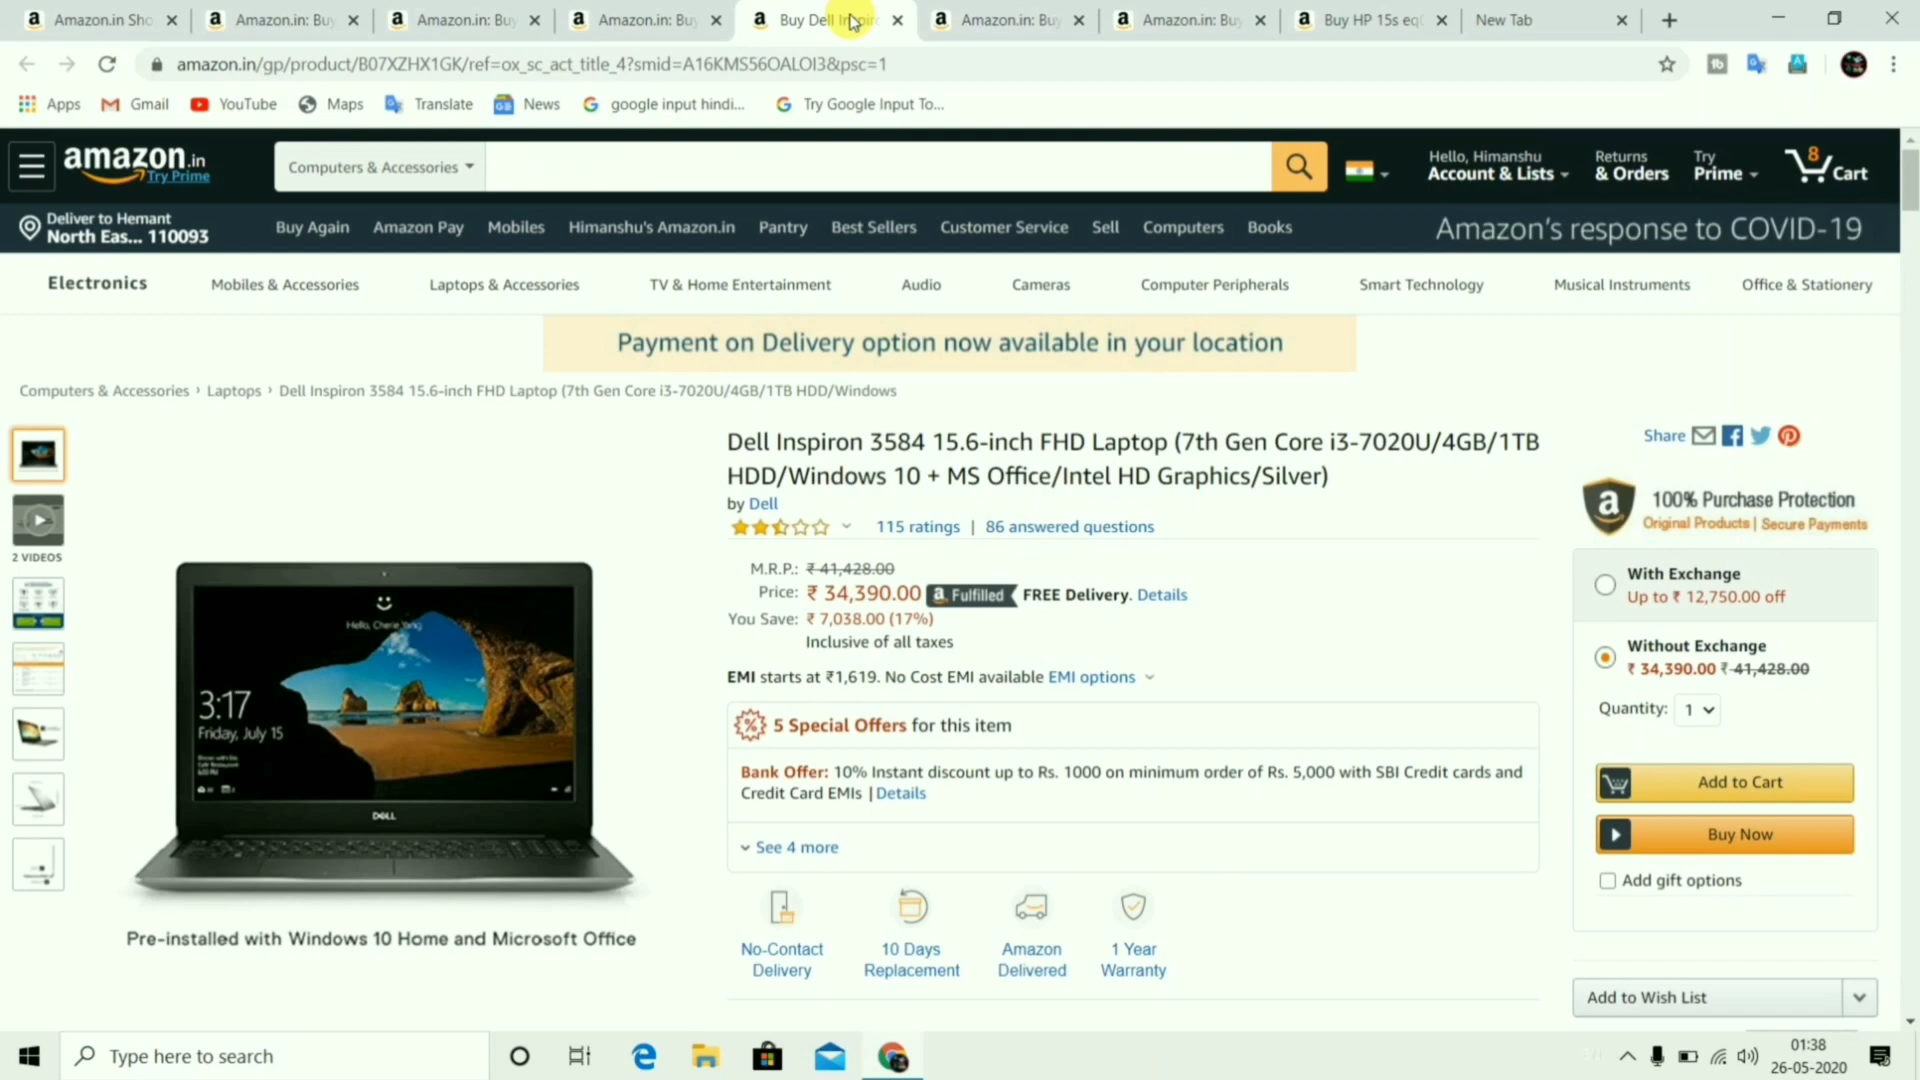 Amazon.in Sho
Amazon.in: Buy
Amazon.in: Buy
Amazon.in: Buy
Buy Dell Inspir
Amazon.in: Buy
Amazon.in: Buy
Buy HP 15s eq
New Tab
amazon.in/gp/product/B07XZHX1GK/ref=ox_sc_act_title_4?smid=A16KMS56OALOI3&psc=1
Apps
Gmail
YouTube
Maps
Translate
News
google input hindi...
Try Google Input To...
amazon.in
Try Prime
Computers & Accessories
Hello, Himanshu
Account & Lists
Returns
& Orders
Try
Prime
8
Cart
Deliver to Hemant
North Eas... 110093
Buy Again
Amazon Pay
Mobiles
Himanshu's Amazon.in
Pantry
Best Sellers
Customer Service
Sell
Computers
Books
Amazon's response to COVID-19
Electronics
Mobiles & Accessories
Laptops & Accessories
TV & Home Entertainment
Audio
Cameras
Computer Peripherals
Smart Technology
Musical Instruments
Office & Stationery
Payment on Delivery option now available in your location
Computers & Accessories › Laptops › Dell Inspiron 3584 15.6-inch FHD Laptop (7th Gen Core i3-7020U/4GB/1TB HDD/Windows
2 VIDEOS
Hello, Cherie Yang
3:17
Friday, July 15
DELL
Pre-installed with Windows 10 Home and Microsoft Office
Dell Inspiron 3584 15.6-inch FHD Laptop (7th Gen Core i3-7020U/4GB/1TB
HDD/Windows 10 + MS Office/Intel HD Graphics/Silver)
by Dell
115 ratings | 86 answered questions
M.R.P.: ₹ 41,428.00
Price: ₹ 34,390.00 a Fulfilled FREE Delivery. Details
You Save: ₹ 7,038.00 (17%)
Inclusive of all taxes
EMI starts at ₹1,619. No Cost EMI available EMI options
5 Special Offers for this item
Bank Offer: 10% Instant discount up to Rs. 1000 on minimum order of Rs. 5,000 with SBI Credit cards and
Credit Card EMIs | Details
See 4 more
No-Contact
Delivery
10 Days
Replacement
Amazon
Delivered
1 Year
Warranty
Share
100% Purchase Protection
Original Products | Secure Payments
With Exchange
Up to ₹ 12,750.00 off
Without Exchange
₹ 34,390.00 ₹ 41,428.00
Quantity: 1
Add to Cart
Buy Now
Add gift options
Add to Wish List
Type here to search
01:38
26-05-2020